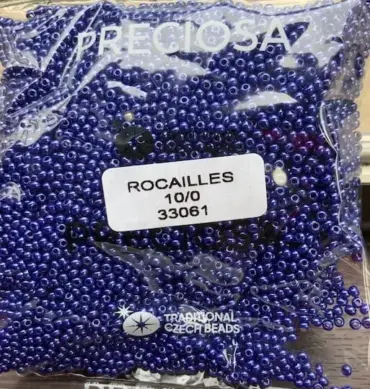 PRECIOSA
ROCAILLES
10/0
33061
TRADITIONAL
CZECH BEADS